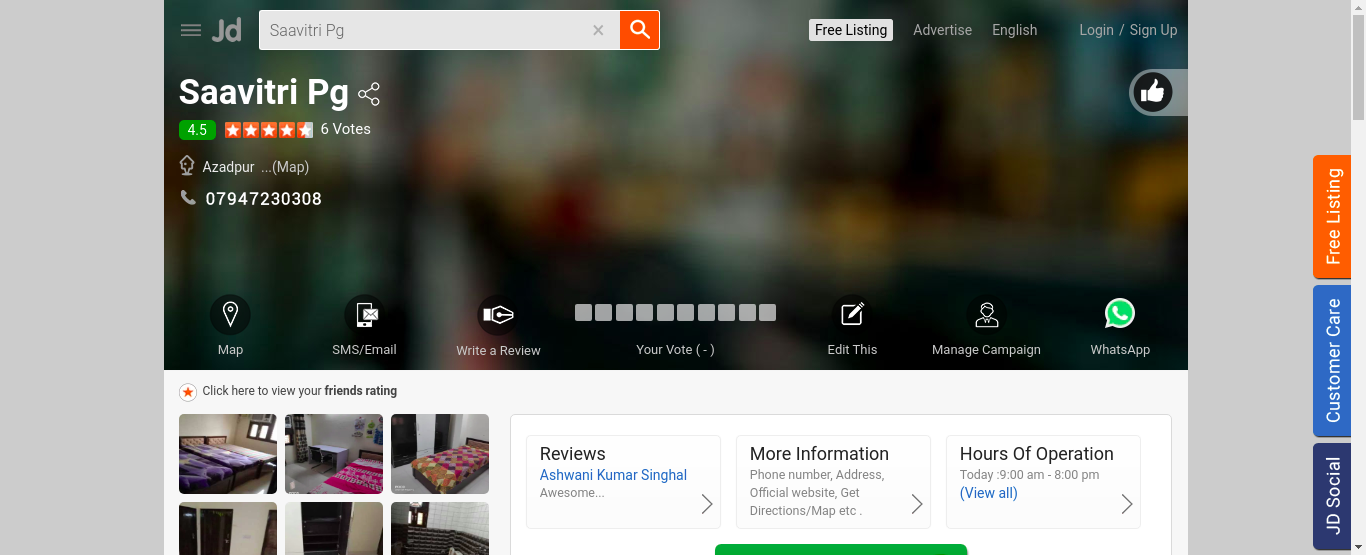 Jd
Saavitri Pg
Free Listing
Advertise
English
Login / Sign Up
Saavitri Pg
4.5
6 Votes
Azadpur ...(Map)
07947230308
Map
SMS/Email
Write a Review
Your Vote ( - )
Edit This
Manage Campaign
WhatsApp
Click here to view your friends rating
Reviews
Ashwani Kumar Singhal
Awesome...
More Information
Phone number, Address,
Official website, Get
Directions/Map etc .
Hours Of Operation
Today :9:00 am - 8:00 pm
(View all)
Free Listing
Customer Care
JD Social